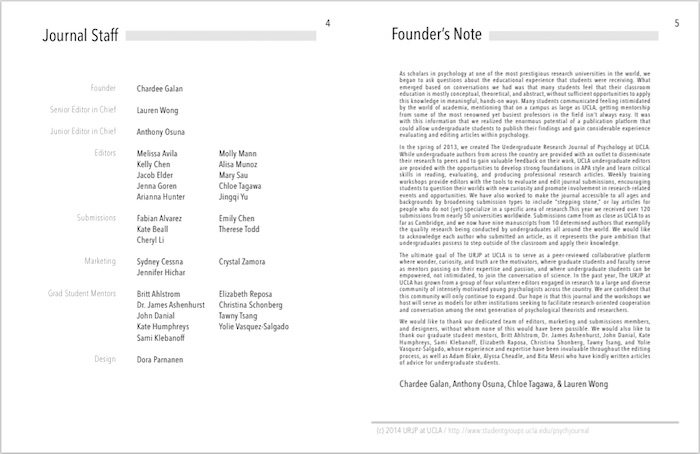 4
Journal Staff
Founder Chardee Galan
Senior Editor in Chief Lauren Wong
Junior Editor in Chief Anthony Osuna
Editors Melissa Avila Molly Mann
Kelly Chen Alisa Munoz
Jacob Elder Mary Sau
Jenna Goren Chloe Tagawa
Arianna Hunter Jingqi Yu
Submissions Fabian Alvarez Emily Chen
Kate Beall Therese Todd
Cheryl Li
Marketing Sydney Cessna Crystal Zamora
Jennifer Hichar
Grad Student Mentors Britt Ahlstrom Elizabeth Reposa
Dr. James Ashenhurst Christina Schonberg
John Danial Tawny Tsang
Kate Humphreys Yolie Vasquez-Salgado
Sami Klebanoff
Design Dora Parnanen
5
Founder's Note
As scholars in psychology at one of the most prestigious research universities in the world, we
began to ask questions about the educational experience that students were receiving. What
emerged based on conversations we had was that many students feel that their classroom
education is mostly conceptual, theoretical, and abstract, without sufficient opportunities to apply
this knowledge in meaningful, hands-on ways. Many students communicated feeling intimidated
by the world of academia, mentioning that on a campus as large as UCLA, getting mentorship
from some of the most renowned yet busiest professors in the field isn't always easy. It was
with this information that we realized the enormous potential of a publication platform that
could allow undergraduate students to publish their findings and gain considerable experience
evaluating and editing articles within psychology.
In the spring of 2013, we created The Undergraduate Research Journal of Psychology at UCLA.
While undergraduate authors from across the country are provided with an outlet to disseminate
their research to peers and to gain valuable feedback on their work, UCLA undergraduate editors
are provided with the opportunities to develop strong foundations in APA style and learn critical
skills in reading, evaluating, and producing professional research articles. Weekly training
workshops provide editors with the tools to evaluate and edit journal submissions, encouraging
students to question their worlds with new curiosity and promote involvement in research-related
events and opportunities. We have also worked to make the journal accessible to all ages and
backgrounds by broadening submission types to include "stepping stone," or lay articles for
people who do not (yet) specialize in a specific area of research.This year we received over 120
submissions from nearly 50 universities worldwide. Submissions came from as close as UCLA to as
far as Cambridge, and we now have nine manuscripts from 10 determined authors that exemplify
the quality research being conducted by undergraduates all around the world. We would like
to acknowledge each author who submitted an article, as it represents the pure ambition that
undergraduates possess to step outside of the classroom and apply their knowledge.
The ultimate goal of The URJP at UCLA is to serve as a peer-reviewed collaborative platform
where wonder, curiosity, and truth are the motivators, where graduate students and faculty serve
as mentors passing on their expertise and passion, and where undergraduate students can be
empowered, not intimidated, to join the conversation of science. In the past year, The URJP at
UCLA has grown from a group of four volunteer editors engaged in research to a large and diverse
community of intensely motivated young psychologists across the country. We are confident that
this community will only continue to expand. Our hope is that this journal and the workshops we
host will serve as models for other institutions seeking to facilitate research-oriented cooperation
and conversation among the next generation of psychological theorists and researchers.
We would like to thank our dedicated team of editors, marketing and submissions members,
and designers, without whom none of this would have been possible. We would also like to
thank our graduate student mentors, Britt Ahlstrom, Dr. James Ashenhurst, John Danial, Kate
Humphreys, Sami Klebanoff, Elizabeth Raposa, Christina Shonberg, Tawny Tsang, and Yolie
Vasquez-Salgado, whose experience and expertise have been invaluable throughout the editing
process, as well as Adam Blake, Alyssa Cheadle, and Bita Mesri who have kindly written articles
of advice for undergraduate students.
Chardee Galan, Anthony Osuna, Chloe Tagawa, & Lauren Wong
(c) 2014 URJP at UCLA / http://www.studentgroups.ucla.edu/psychjournal